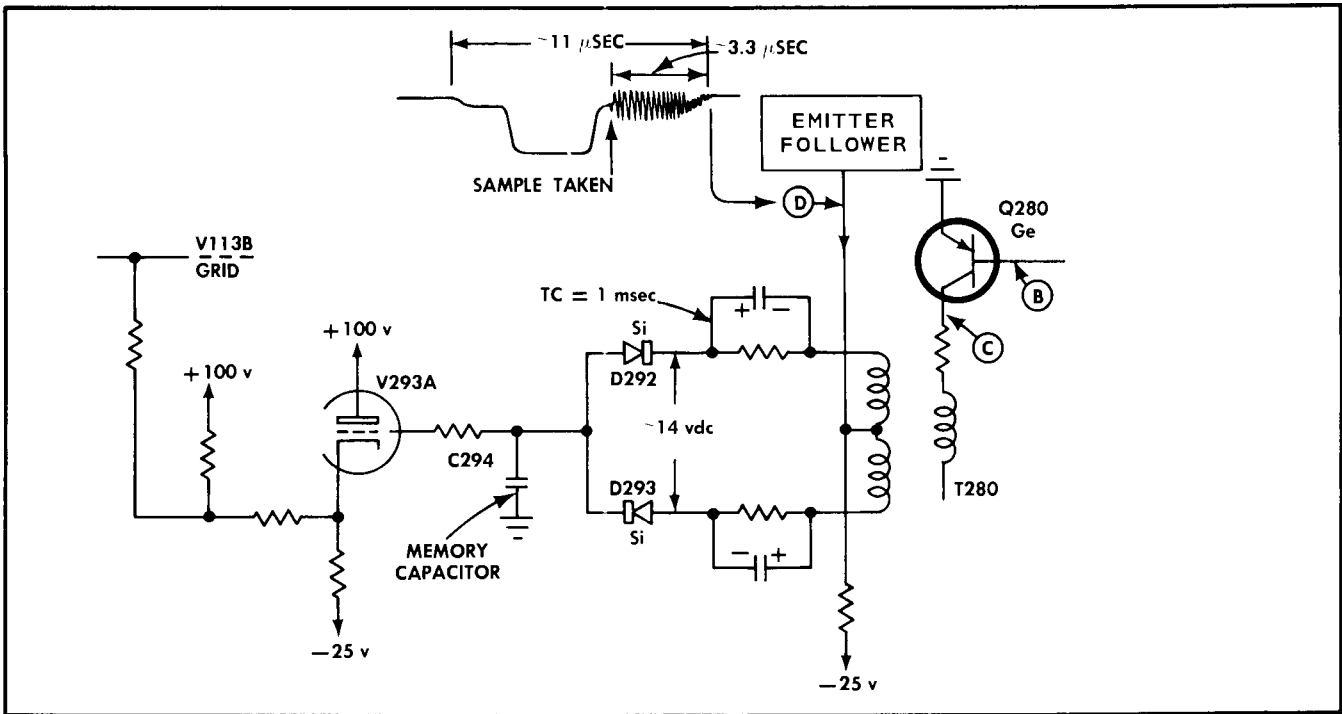 ~11 μSEC
~3.3 μSEC
SAMPLE TAKEN
EMITTER
FOLLOWER
D
Q280
Ge
B
C
V113B
GRID
+100 v
+100 v
V293A
TC = 1 msec
+ −
Si
D292
~14 vdc
C294
D293
Si
− +
T280
MEMORY
CAPACITOR
−25 v
−25 v